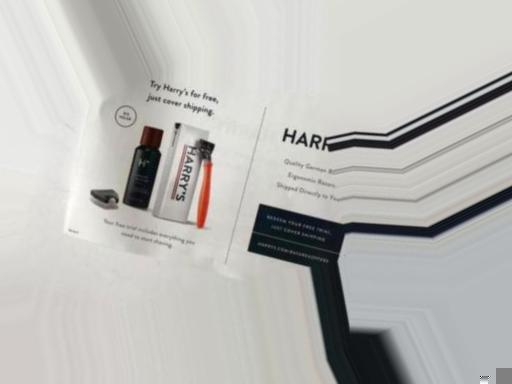 Try Harry's for free,
just cover shipping.
HARRY'S
Your free trial includes everything you
need to start shaving.
HARR
Quality German
Ergonomic Razors
Shipped Directly to You
REDEEM YOUR FREE TRIAL,
JUST COVER SHIPPING